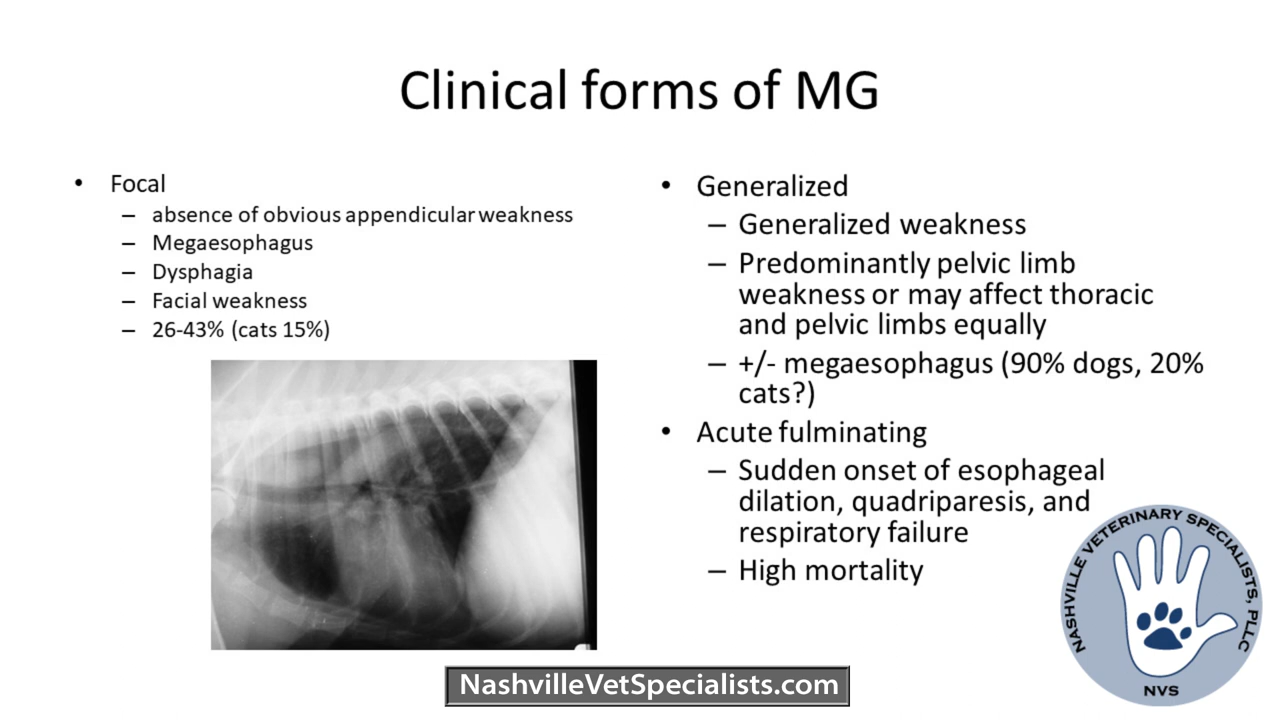 Clinical forms of MG
• Focal
– absence of obvious appendicular weakness
– Megaesophagus
– Dysphagia
– Facial weakness
– 26-43% (cats 15%)
• Generalized
– Generalized weakness
– Predominantly pelvic limb
weakness or may affect thoracic
and pelvic limbs equally
– +/- megaesophagus (90% dogs, 20%
cats?)
• Acute fulminating
– Sudden onset of esophageal
dilation, quadriparesis, and
respiratory failure
– High mortality
NASHVILLE VETERINARY SPECIALISTS, PLLC
NVS
NashvilleVetSpecialists.com